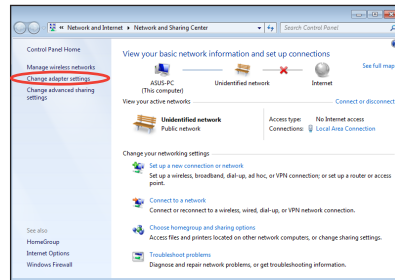 Network and Internet
Network and Sharing Center
Search Control Panel
Control Panel Home
Manage wireless networks
Change adapter settings
Change advanced sharing
settings
View your basic network information and set up connections
See full map
ASUS-PC
(This computer)
Unidentified network
Internet
View your active networks
Connect or disconnect
Unidentified network
Public network
Access type: No Internet access
Connections: Local Area Connection
Change your networking settings
Set up a new connection or network
Set up a wireless, broadband, dial-up, ad hoc, or VPN connection; or set up a router or access
point.
Connect to a network
Connect or reconnect to a wireless, wired, dial-up, or VPN network connection.
Choose homegroup and sharing options
Access files and printers located on other network computers, or change sharing settings.
Troubleshoot problems
Diagnose and repair network problems, or get troubleshooting information.
See also
HomeGroup
Internet Options
Windows Firewall